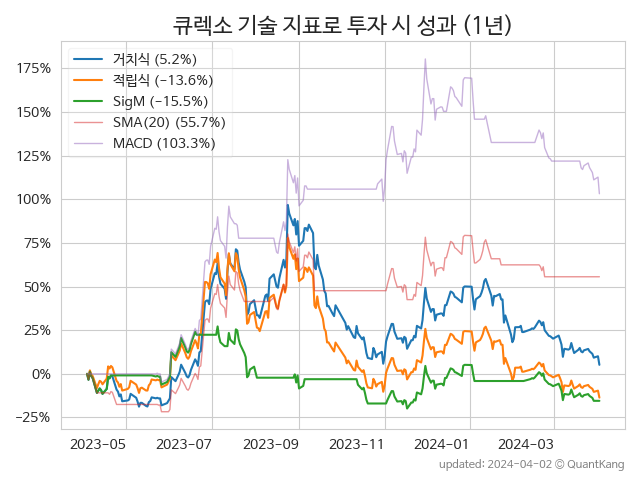 큐렉소 기술 지표로 투자 시 성과 (1년)
거치식 (5.2%)
적립식 (−13.6%)
SigM (−15.5%)
SMA(20) (55.7%)
MACD (103.3%)
175%
150%
125%
100%
75%
50%
25%
0%
−25%
2023-05 2023-07 2023-09 2023-11 2024-01 2024-03
updated: 2024-04-02 © QuantKang